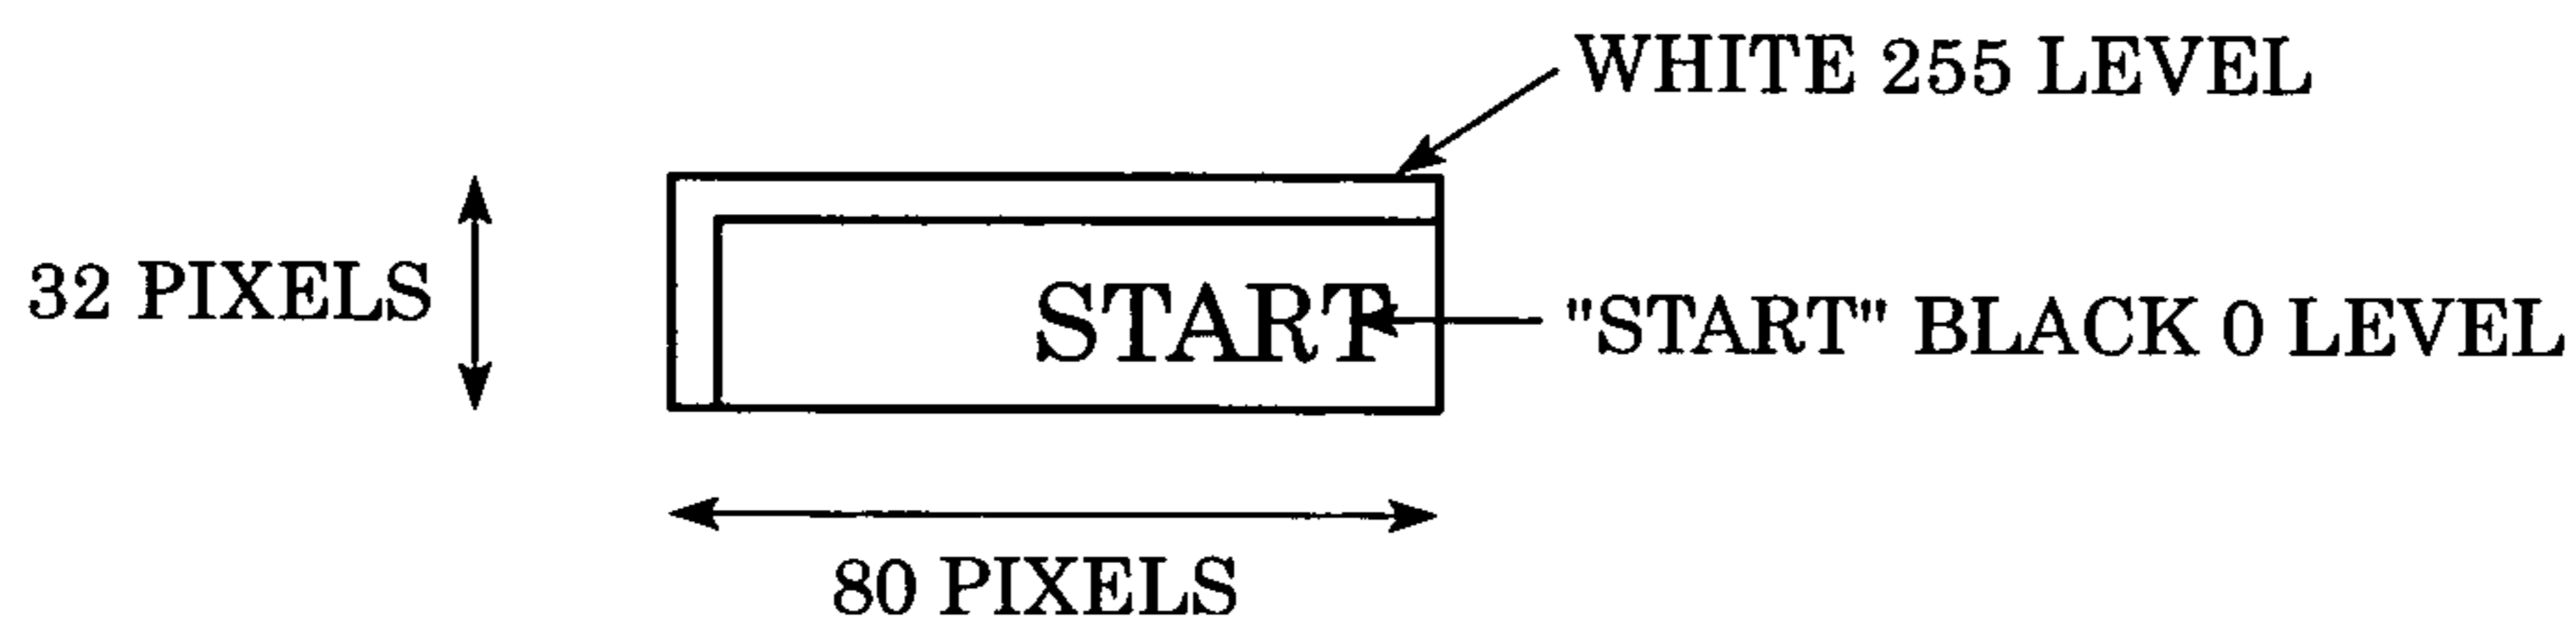 WHITE 255 LEVEL
32 PIXELS
START
"START" BLACK 0 LEVEL
80 PIXELS